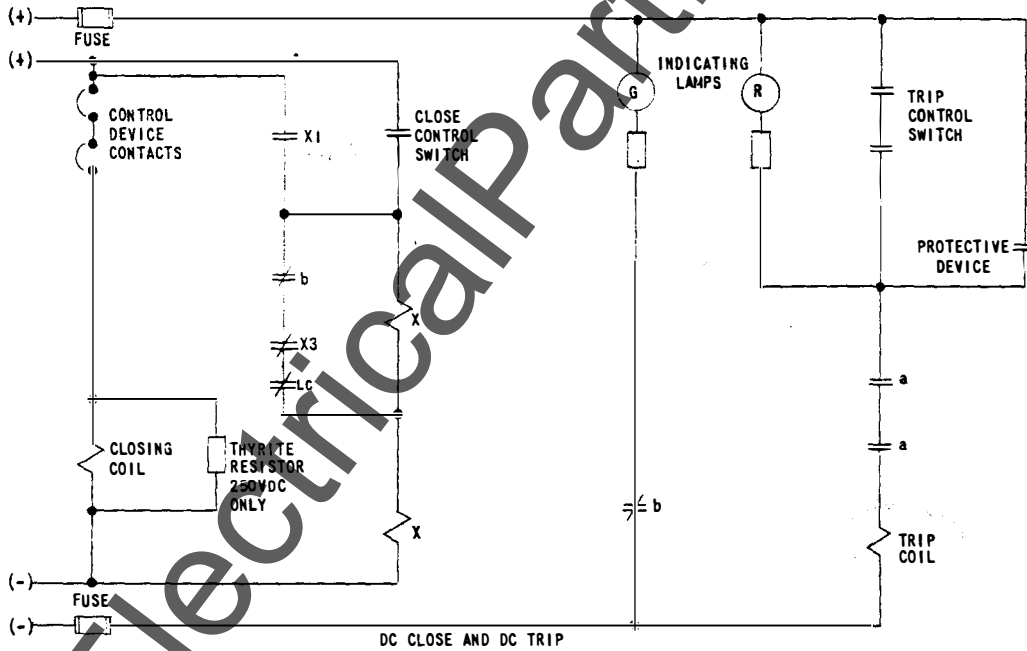 (+)
FUSE
(+)
CONTROL
DEVICE
CONTACTS
X1
CLOSE
CONTROL
SWITCH
G
INDICATING
LAMPS
R
TRIP
CONTROL
SWITCH
PROTECTIVE
DEVICE
b
X
X3
LC
a
a
CLOSING
COIL
THYRITE
RESISTOR
250VDC
ONLY
X
b
TRIP
COIL
(-)
FUSE
(-)
DC CLOSE AND DC TRIP
ElectricalPart